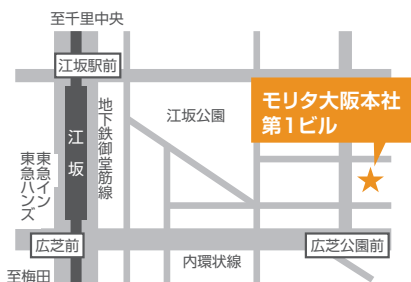 至千里中央
江坂駅前
モリタ大阪本社
第1ビル
江坂公園
地下鉄御堂筋線
江坂
東急イン
東急ハンズ
広芝前
広芝公園前
内環状線
至梅田